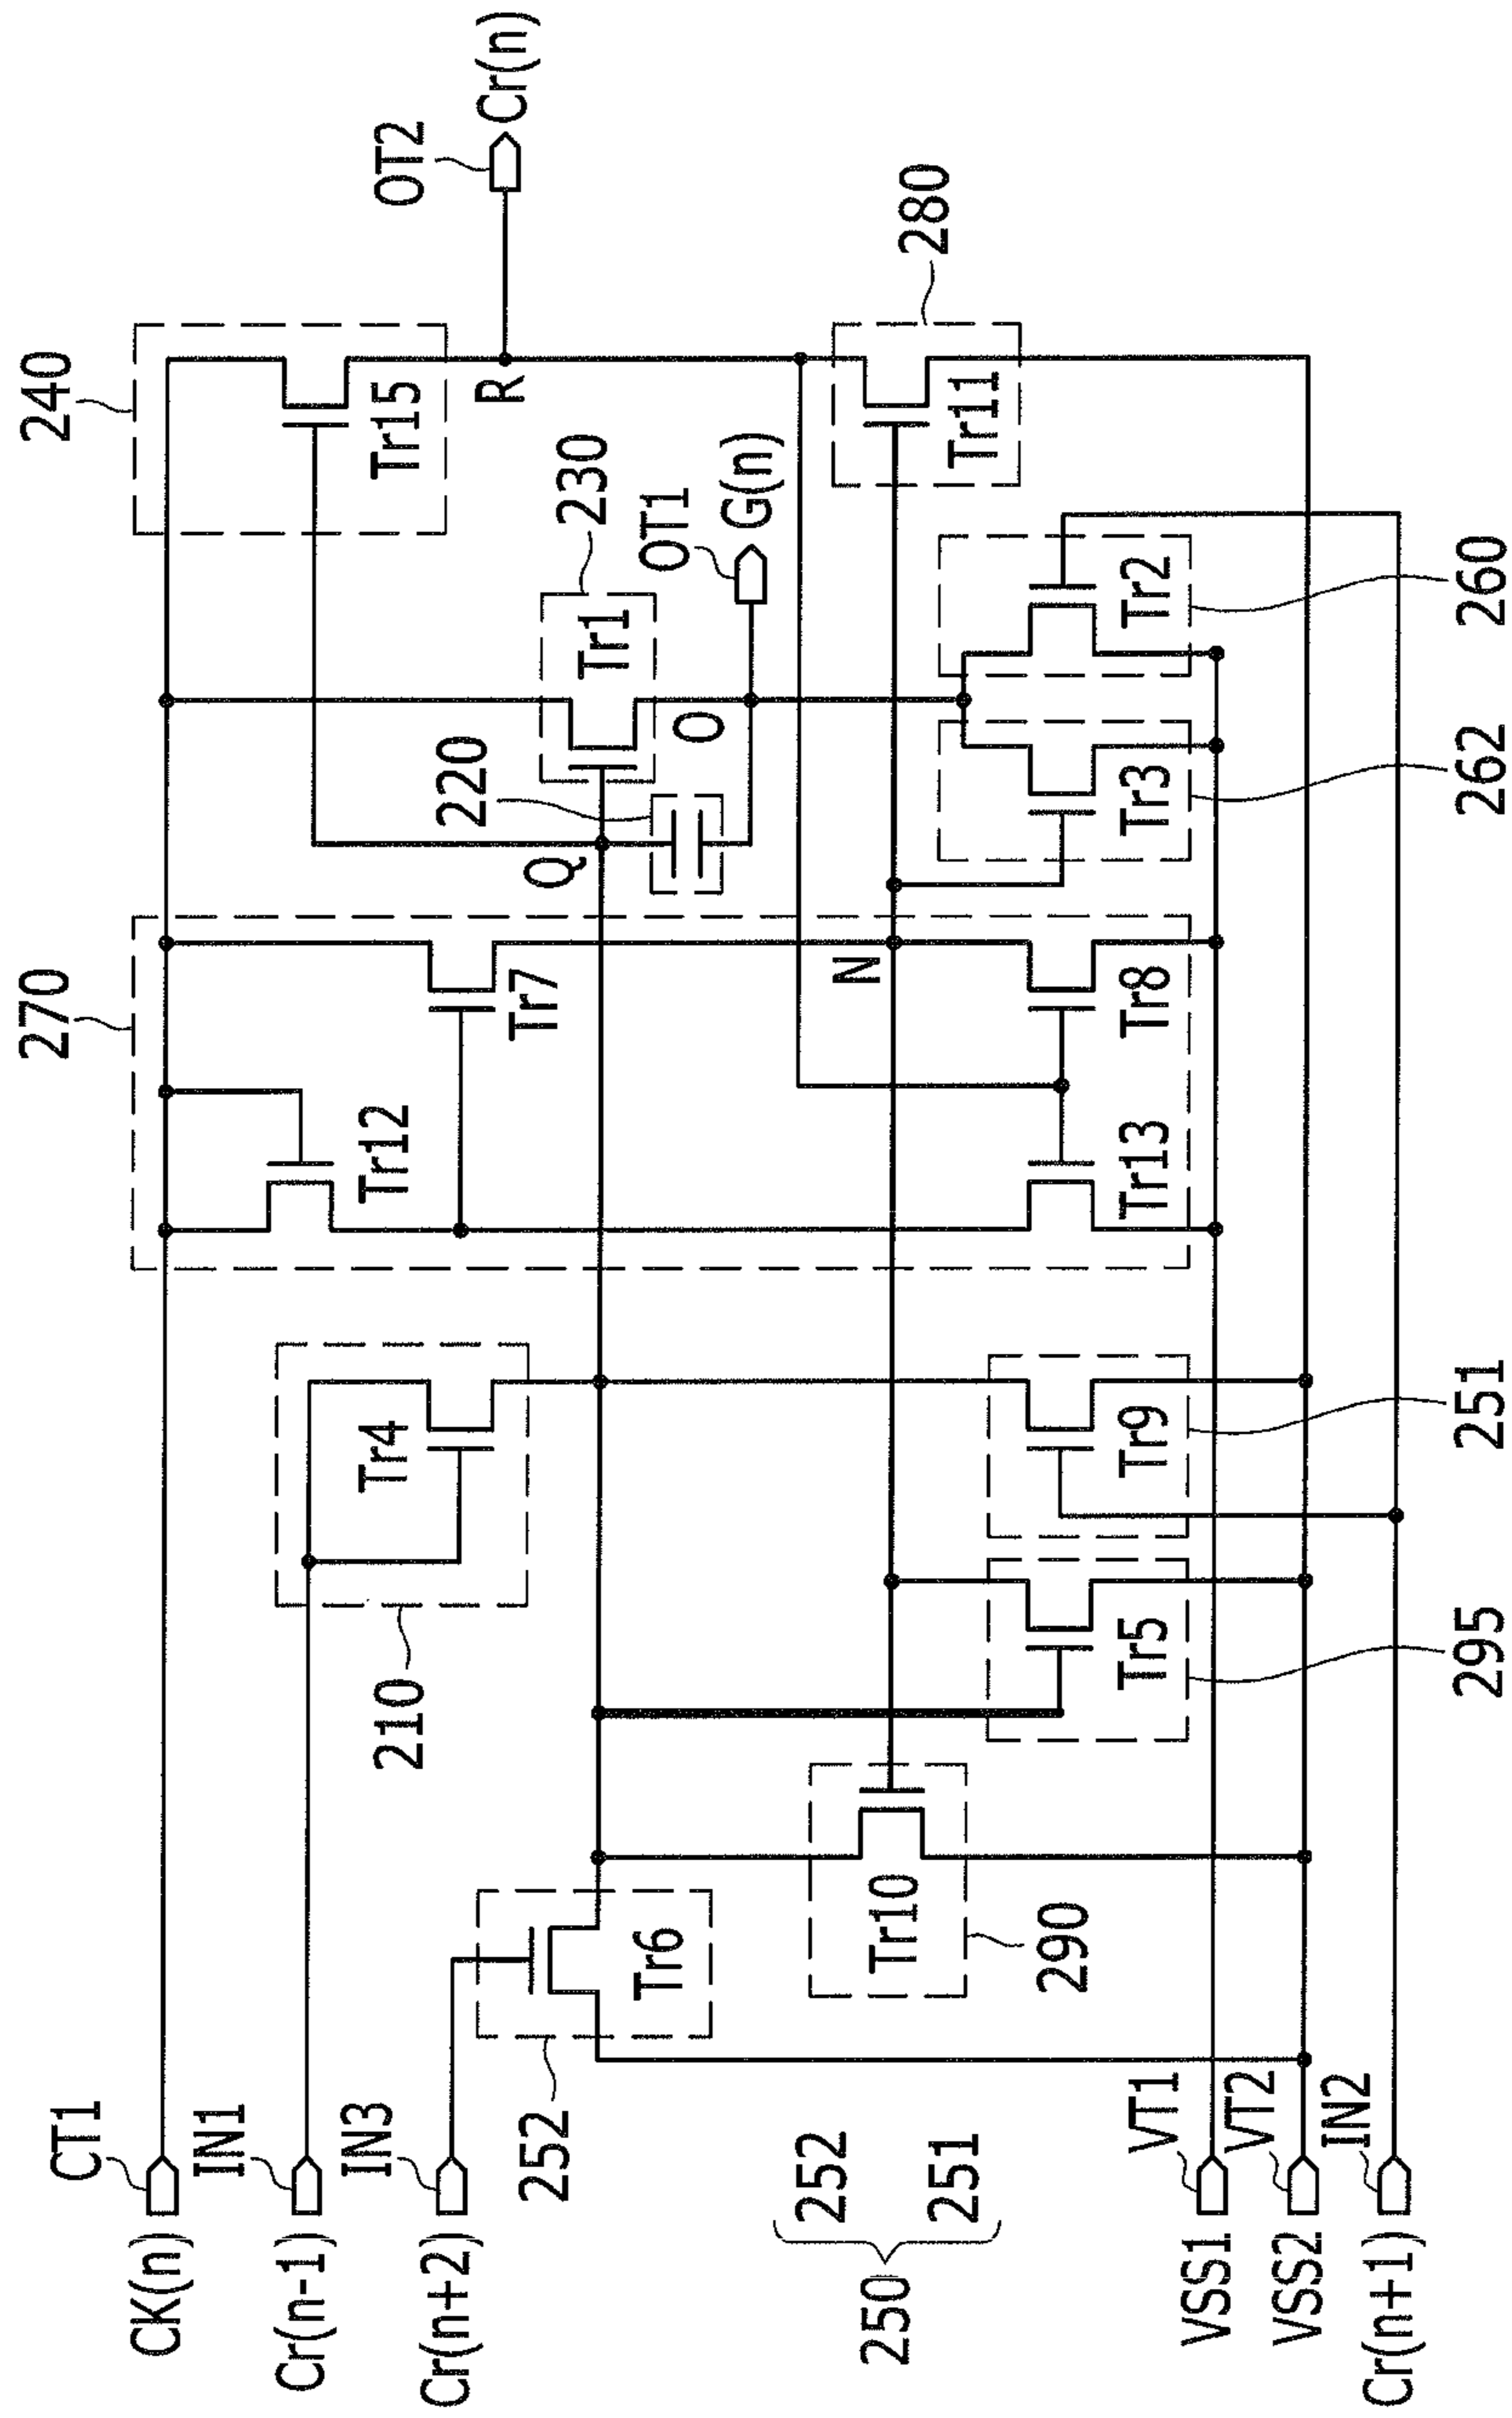 CK(n)
CT1
Cr(n-1)
IN1
Cr(n+2)
IN3
252
Tr6
252
251
250
VSS1
VT1
VSS2
VT2
Cr(n+1)
IN2
210
Tr4
Tr10
290
Tr5
295
Tr9
251
270
Tr12
Tr7
Tr13
Tr8
N
Q
220
Tr1
230
O
OT1
G(n)
Tr3
262
Tr2
260
240
Tr15
R
OT2
Cr(n)
Tr11
280